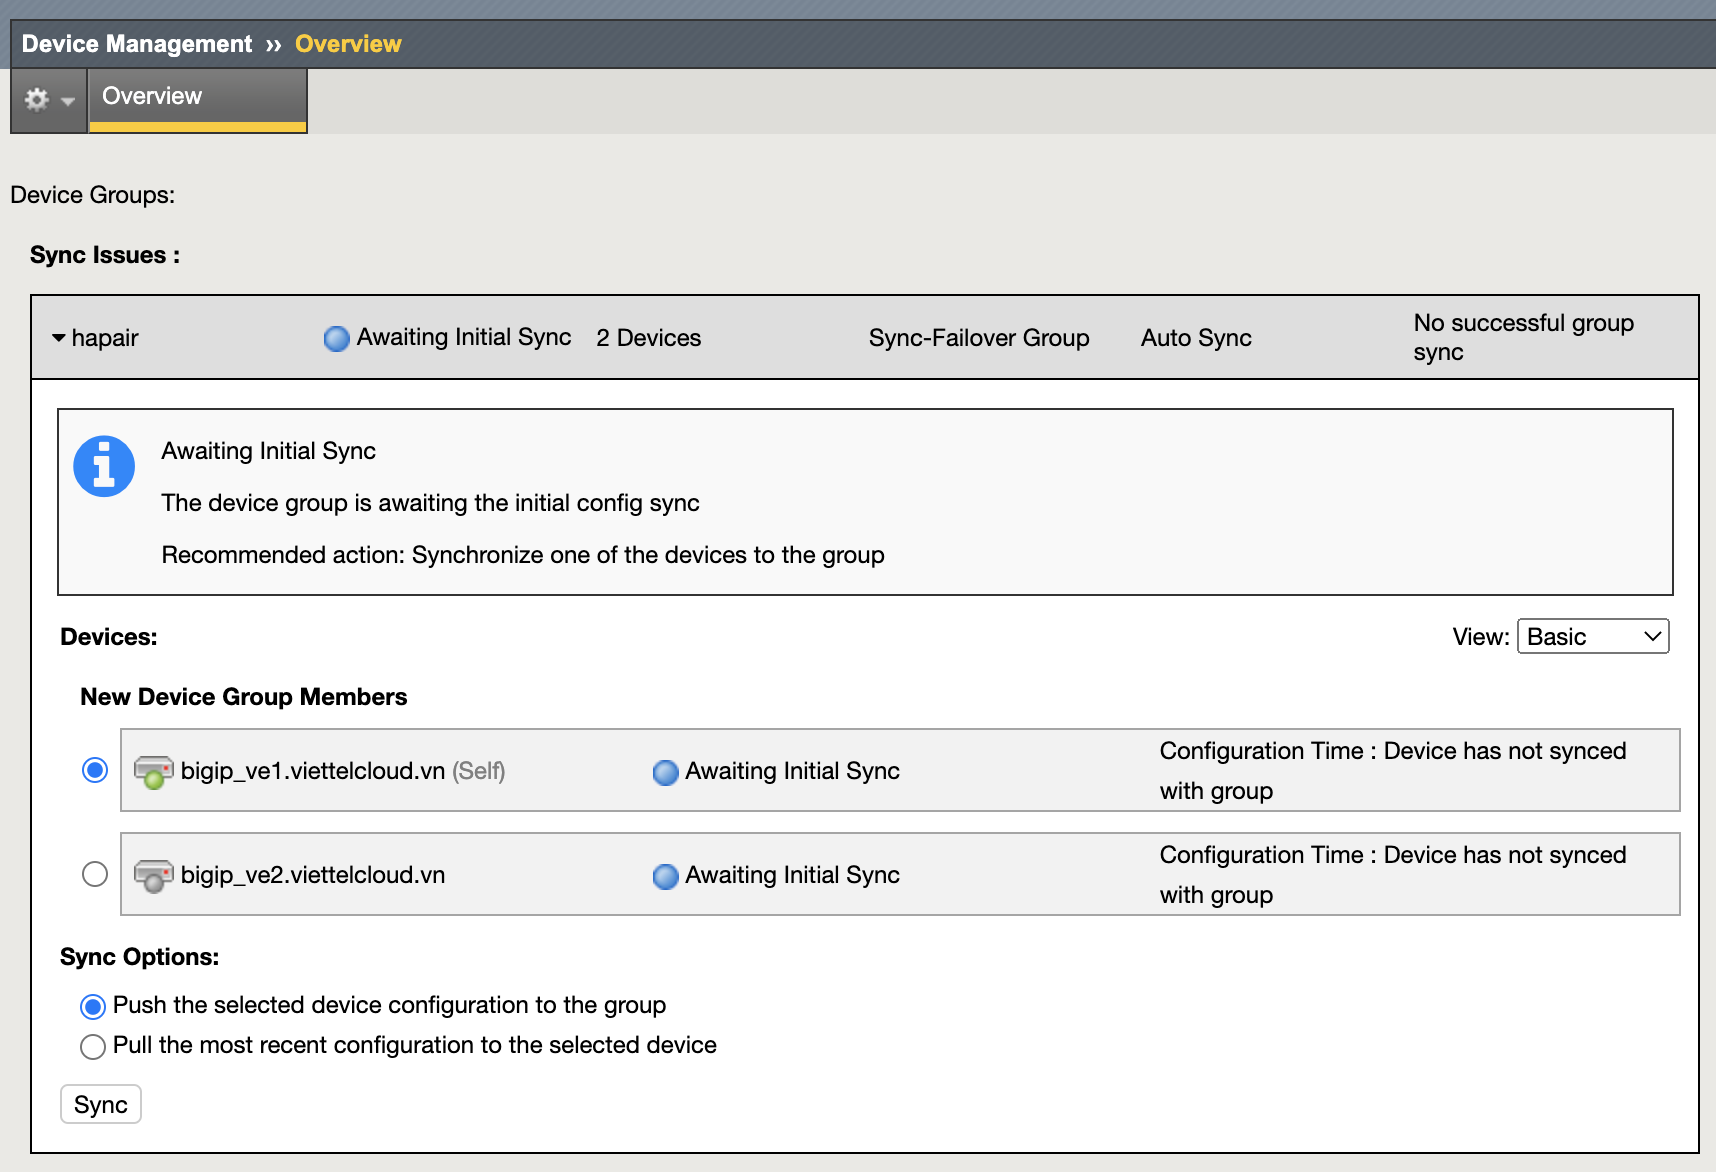 Device Management ›› Overview
Overview
Device Groups:
Sync Issues :
hapair Awaiting Initial Sync 2 Devices Sync-Failover Group Auto Sync No successful group
sync
Awaiting Initial Sync
The device group is awaiting the initial config sync
Recommended action: Synchronize one of the devices to the group
Devices: View: Basic
New Device Group Members
bigip_ve1.viettelcloud.vn (Self) Awaiting Initial Sync Configuration Time : Device has not synced
with group
bigip_ve2.viettelcloud.vn Awaiting Initial Sync Configuration Time : Device has not synced
with group
Sync Options:
Push the selected device configuration to the group
Pull the most recent configuration to the selected device
Sync